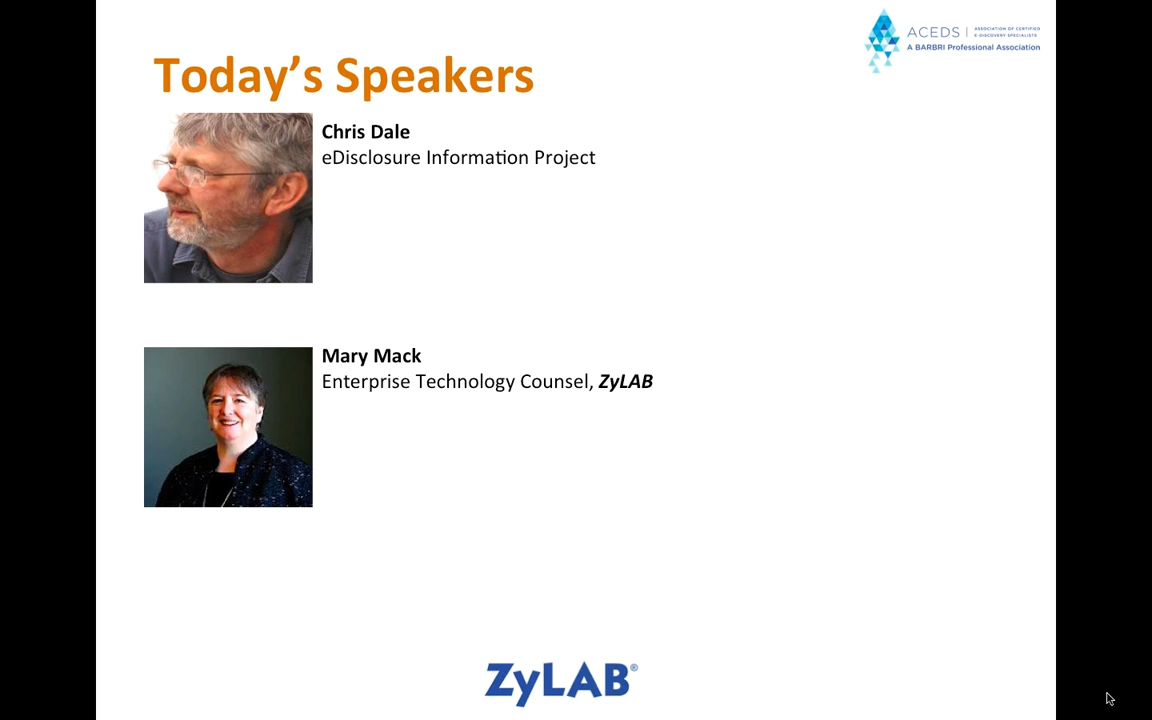 ACEDS | ASSOCIATION OF CERTIFIED
E-DISCOVERY SPECIALISTS
A BARBRI Professional Association
Today’s Speakers
Chris Dale
eDisclosure Information Project
Mary Mack
Enterprise Technology Counsel, ZyLAB
ZyLAB®